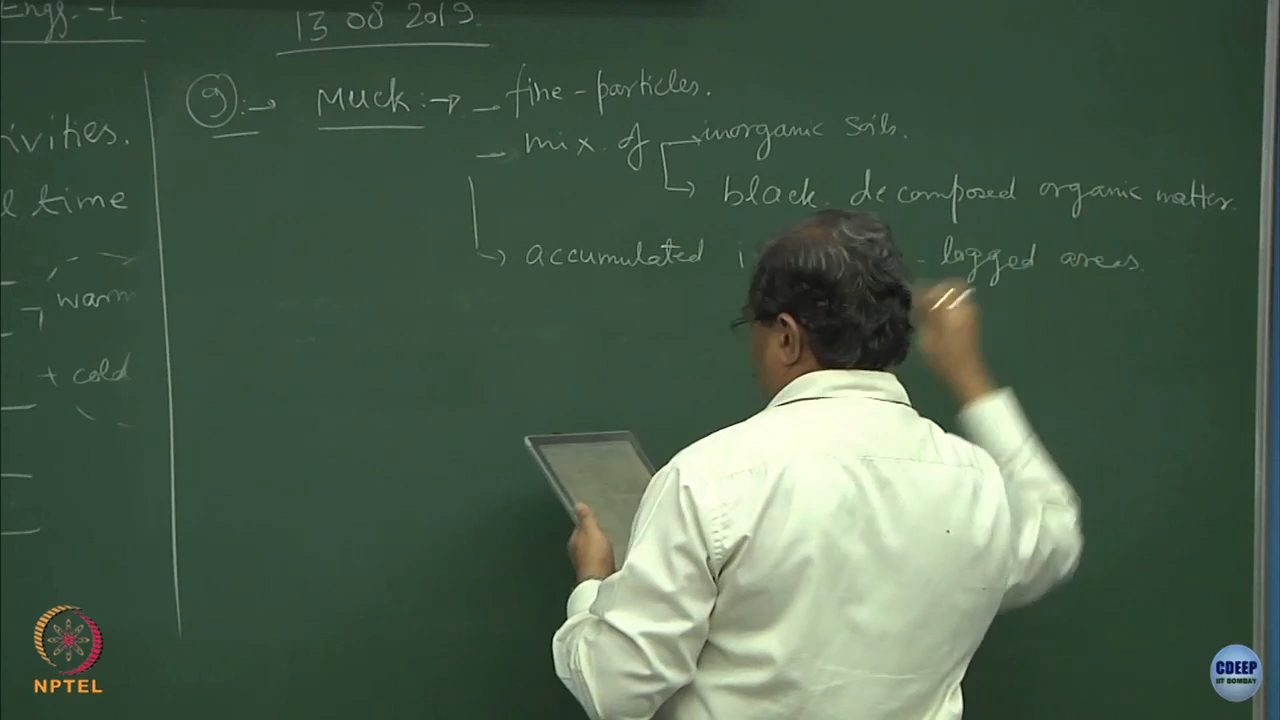 Engg. -1
13 08 2019.
9 :→ Muck :→ - fine - particles.
- mix. of → inorganic soils.
→ black decomposed organic matter.
→ accumulated - logged areas.
ivities.
l time
warm
+ cold
NPTEL
CDEEP
IIT BOMBAY